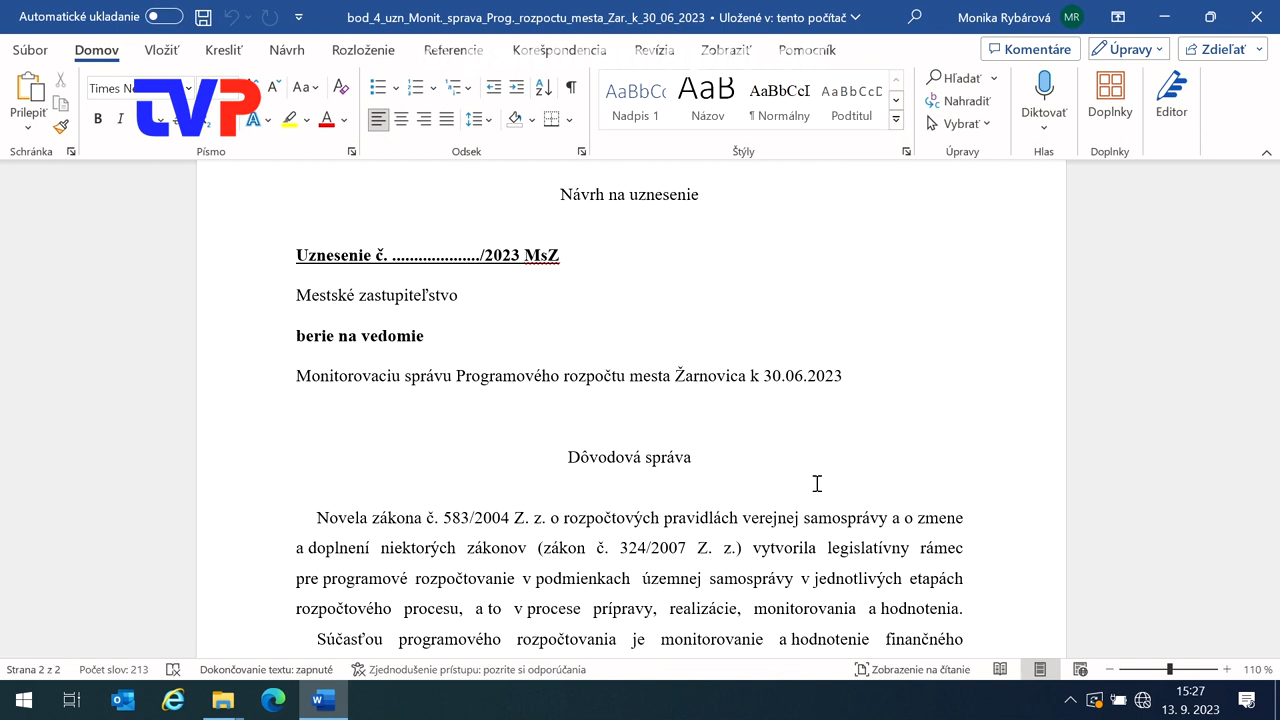 Automatické ukladanie
bod_4_uzn_Monit._sprava_Prog._rozpoctu_mesta_Zar._k_30_06_2023 • Uložené v: tento počítač
Monika Rybárová MR
Súbor Domov Vložiť Kresliť Návrh Rozloženie Referencie Korešpondencia Revízia Zobraziť Pomocník
Komentáre Úpravy Zdieľať
Prilepiť
Schránka
Times N
TVP
B I
Písmo
Odsek
AaBbCc AaB AaBbCcI AaBbCcD
Nadpis 1 Názov ¶ Normálny Podtitul
Štýly
Hľadať
Nahradiť
Vybrať
Úpravy
Diktovať
Hlas
Doplnky
Doplnky
Editor
Návrh na uznesenie
Uznesenie č. ..................../2023 MsZ
Mestské zastupiteľstvo
berie na vedomie
Monitorovaciu správu Programového rozpočtu mesta Žarnovica k 30.06.2023
Dôvodová správa
Novela zákona č. 583/2004 Z. z. o rozpočtových pravidlách verejnej samosprávy a o zmene
a doplnení niektorých zákonov (zákon č. 324/2007 Z. z.) vytvorila legislatívny rámec
pre programové rozpočtovanie v podmienkach územnej samosprávy v jednotlivých etapách
rozpočtového procesu, a to v procese prípravy, realizácie, monitorovania a hodnotenia.
Súčasťou programového rozpočtovania je monitorovanie a hodnotenie finančného
Strana 2 z 2 Počet slov: 213 Dokončovanie textu: zapnuté Zjednodušenie prístupu: pozrite si odporúčania Zobrazenie na čítanie 110 %
15:27
13. 9. 2023